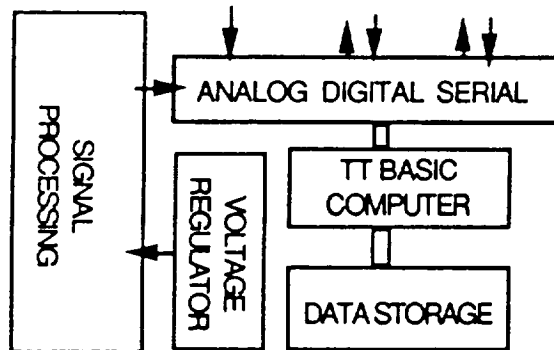 ANALOG DIGITAL SERIAL
SIGNAL
PROCESSING
VOLTAGE
REGULATOR
TT BASIC
COMPUTER
DATA STORAGE